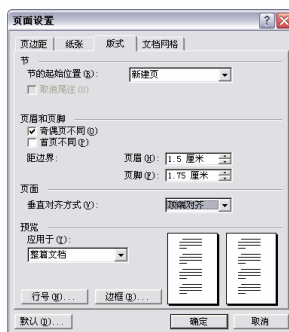 页面设置
页边距 纸张 版式 文档网格
节
节的起始位置(R): 新建页
取消尾注(U)
页眉和页脚
奇偶页不同(O)
首页不同(P)
距边界: 页眉(H): 1.5 厘米
页脚(F): 1.75 厘米
页面
垂直对齐方式(V): 顶端对齐
预览
应用于(Y):
整篇文档
行号(N)... 边框(B)...
默认(D)... 确定 取消